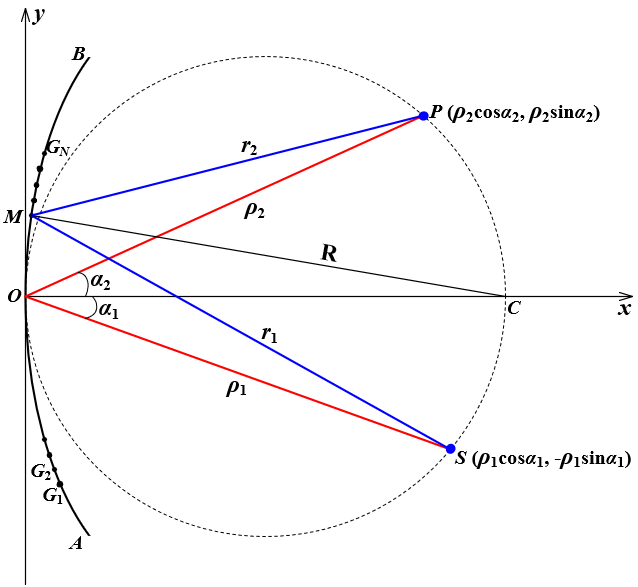 y
B
G_N
P (ρ₂cosα₂, ρ₂sinα₂)
r₂
M
ρ₂
R
α₂
O
C
x
α₁
r₁
ρ₁
S (ρ₁cosα₁, -ρ₁sinα₁)
G₂
G₁
A